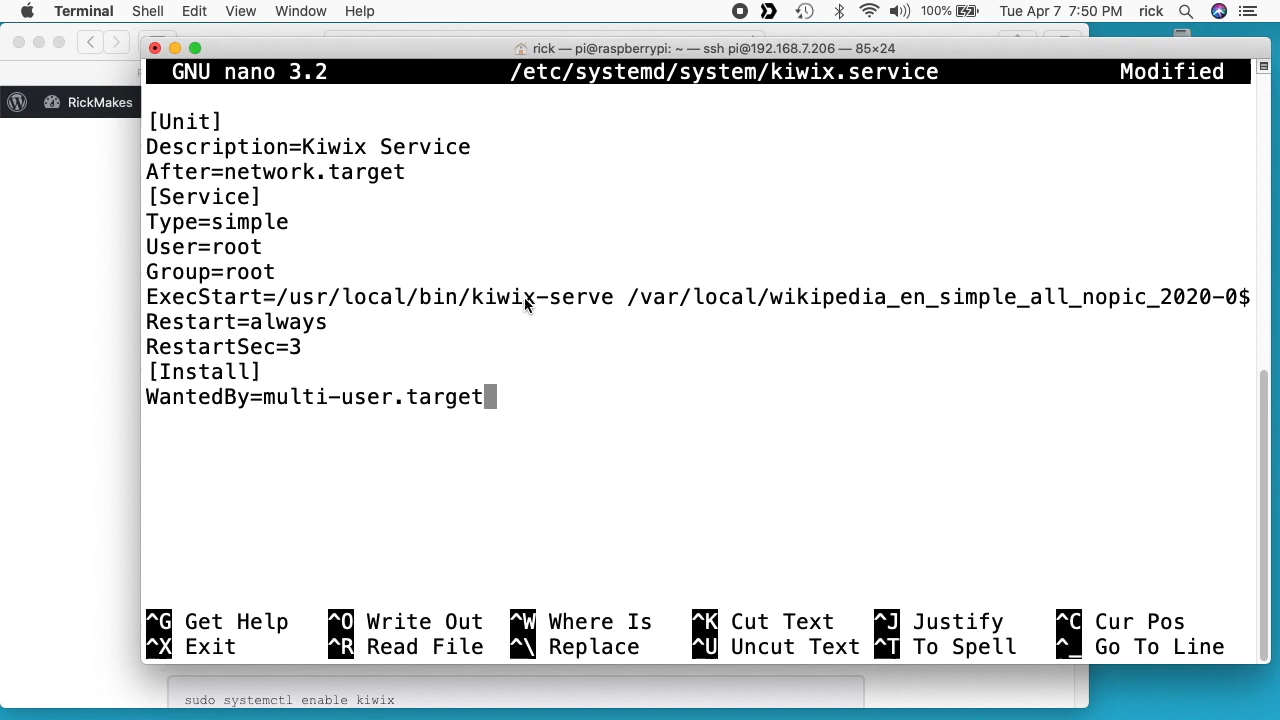 Terminal Shell Edit View Window Help 100% Tue Apr 7 7:50 PM rick
rick — pi@raspberrypi: ~ — ssh pi@192.168.7.206 — 85×24
GNU nano 3.2 /etc/systemd/system/kiwix.service Modified
RickMakes
[Unit]
Description=Kiwix Service
After=network.target
[Service]
Type=simple
User=root
Group=root
ExecStart=/usr/local/bin/kiwix-serve /var/local/wikipedia_en_simple_all_nopic_2020-0$
Restart=always
RestartSec=3
[Install]
WantedBy=multi-user.target
^G Get Help ^O Write Out ^W Where Is ^K Cut Text ^J Justify ^C Cur Pos
^X Exit ^R Read File ^\ Replace ^U Uncut Text ^T To Spell ^_ Go To Line
sudo systemctl enable kiwix